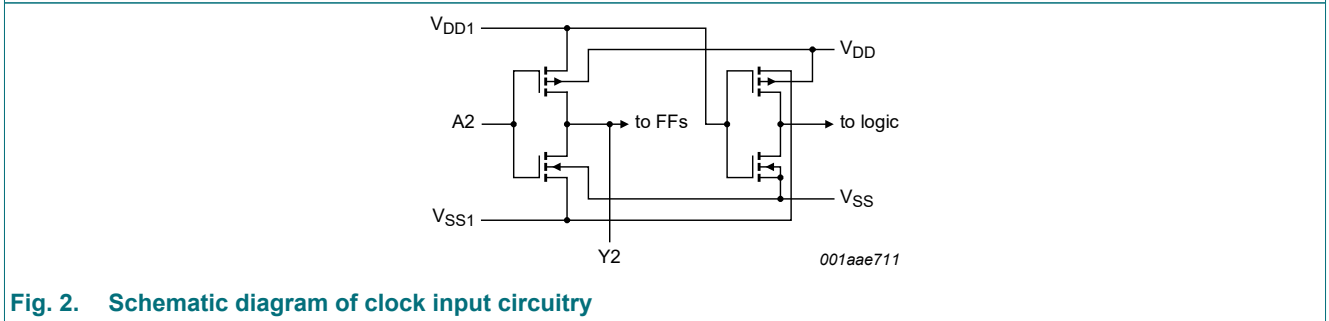 VDD1
VDD
A2
to FFs
to logic
VSS
VSS1
Y2
001aae711
Fig. 2. Schematic diagram of clock input circuitry